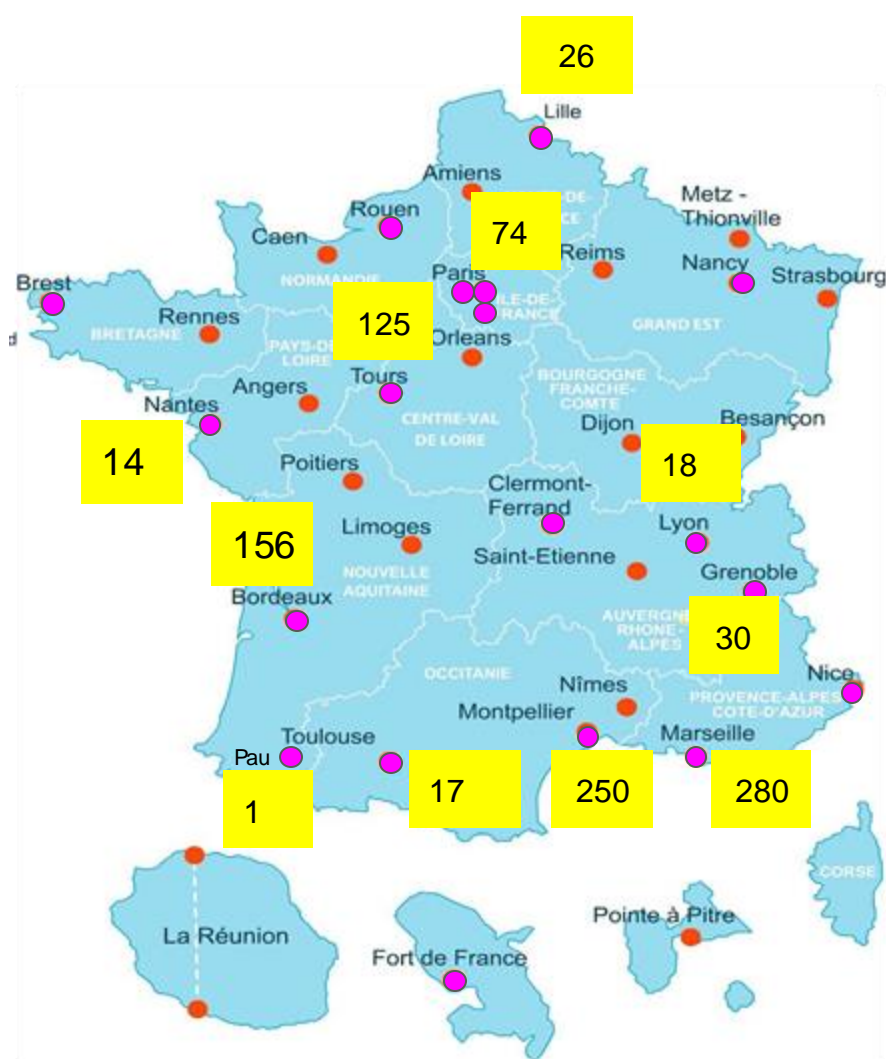 26
Lille
Amiens
DE-
CE
Metz -
Thionville
Rouen
74
Caen
Reims
NORMANDIE
Paris
Nancy
Strasbourg
Brest
ILE-DE-
FRANCE
d
125
Rennes
Orleans
GRAND EST
BRETAGNE
PAYS-DE
LOIRE
Tours
BOURGOGNE
FRANCHE-
COMTE
Angers
Nantes
CENTRE-VAL
DE LOIRE
Dijon
Besançon
14
Poitiers
18
Clermont-
Ferrand
156
Limoges
Lyon
Saint-Etienne
NOUVELLE
AQUITAINE
Grenoble
Bordeaux
AUVERGNE
RHONE-
ALPES
30
OCCITANIE
Nice
Nîmes
PROVENCE-ALPES
COTE-D'AZUR
Montpellier
Marseille
Toulouse
Pau
1
17
250
280
CORSE
La Réunion
Pointe à Pitre
Fort de France